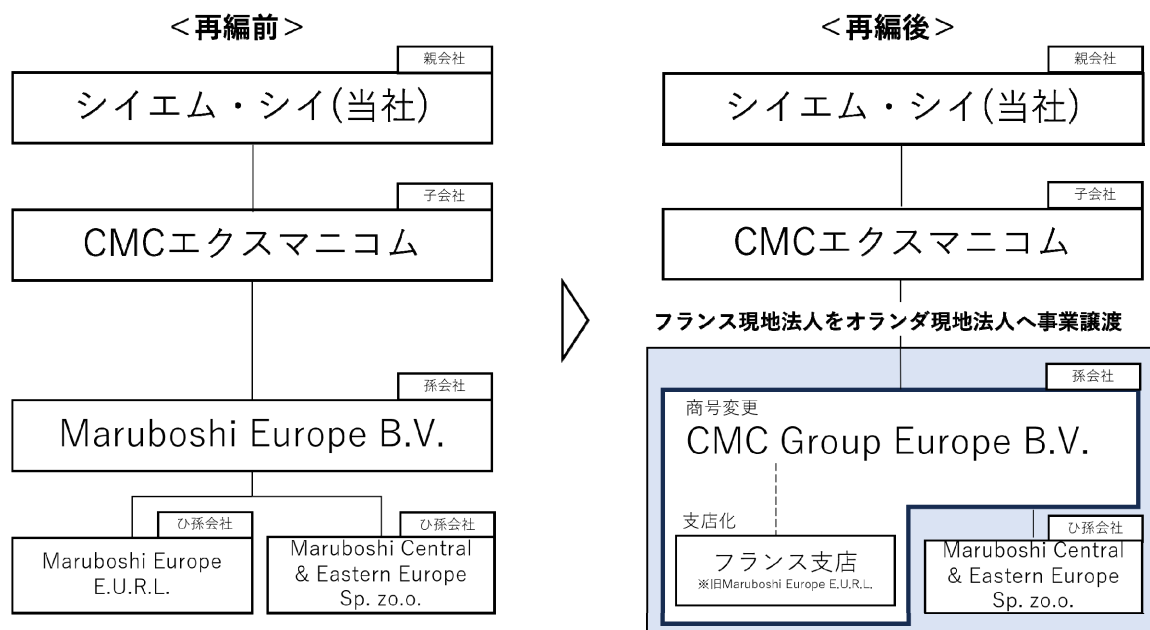 ＜再編前＞
親会社
シイエム・シイ(当社)
子会社
CMCエクスマニコム
孫会社
Maruboshi Europe B.V.
ひ孫会社
Maruboshi Europe
E.U.R.L.
ひ孫会社
Maruboshi Central
& Eastern Europe
Sp. zo.o.
＜再編後＞
親会社
シイエム・シイ(当社)
子会社
CMCエクスマニコム
フランス現地法人をオランダ現地法人へ事業譲渡
孫会社
商号変更
CMC Group Europe B.V.
支店化
フランス支店
※旧Maruboshi Europe E.U.R.L.
ひ孫会社
Maruboshi Central
& Eastern Europe
Sp. zo.o.